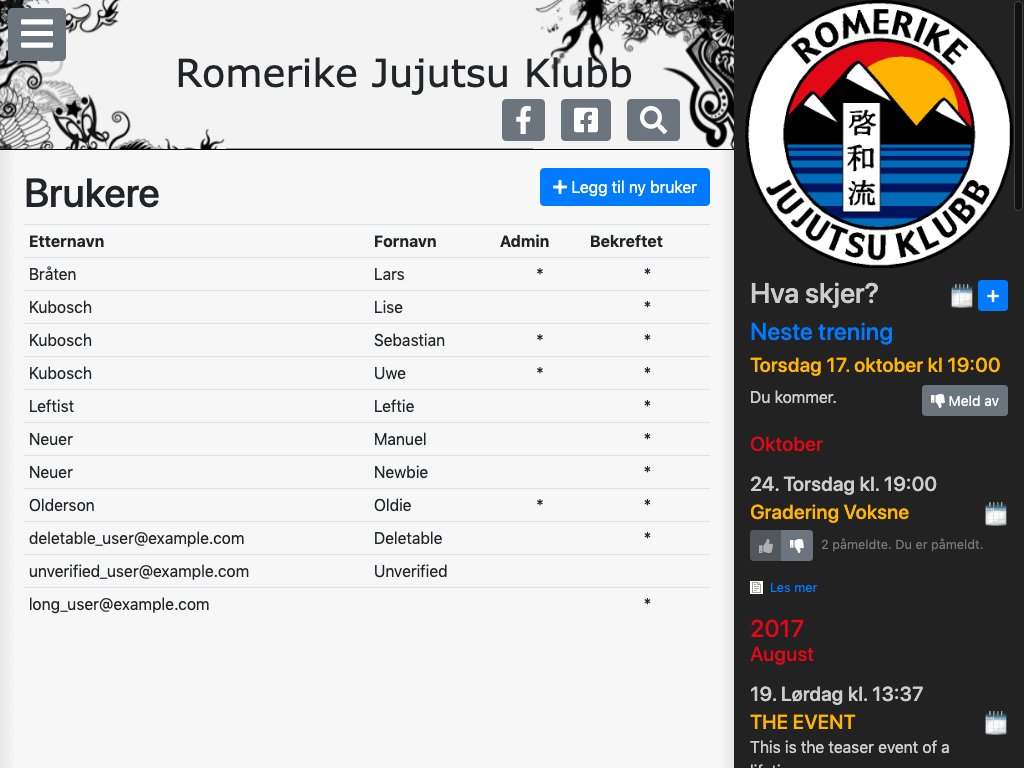 Romerike Jujutsu Klubb
Brukere
Legg til ny bruker
Etternavn Fornavn Admin Bekreftet
Bråten Lars * *
Kubosch Lise *
Kubosch Sebastian * *
Kubosch Uwe * *
Leftist Leftie *
Neuer Manuel *
Neuer Newbie *
Olderson Oldie * *
deletable_user@example.com Deletable *
unverified_user@example.com Unverified
long_user@example.com *
ROMERIKE
啓和流
JUJUTSU KLUBB
Hva skjer?
Neste trening
Torsdag 17. oktober kl 19:00
Du kommer.
Meld av
Oktober
24. Torsdag kl. 19:00
Gradering Voksne
2 påmeldte. Du er påmeldt.
Les mer
2017
August
19. Lørdag kl. 13:37
THE EVENT
This is the teaser event of a